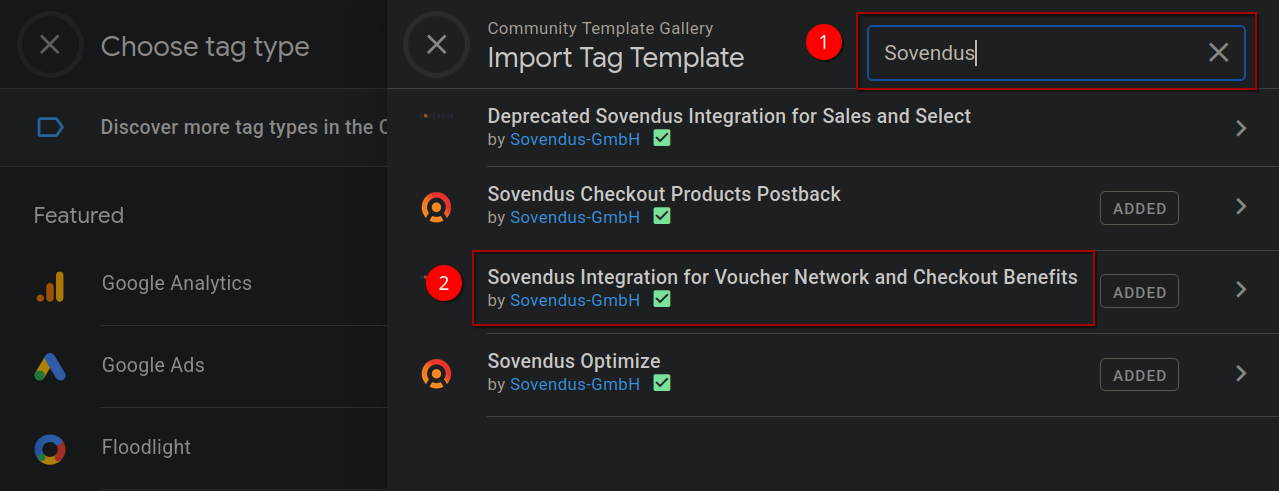 Choose tag type
Discover more tag types in the C
Featured
Google Analytics
Google Ads
Floodlight
Community Template Gallery
Import Tag Template
1
Sovendus
Deprecated Sovendus Integration for Sales and Select
by Sovendus-GmbH
Sovendus Checkout Products Postback
by Sovendus-GmbH
ADDED
2
Sovendus Integration for Voucher Network and Checkout Benefits
by Sovendus-GmbH
ADDED
Sovendus Optimize
by Sovendus-GmbH
ADDED